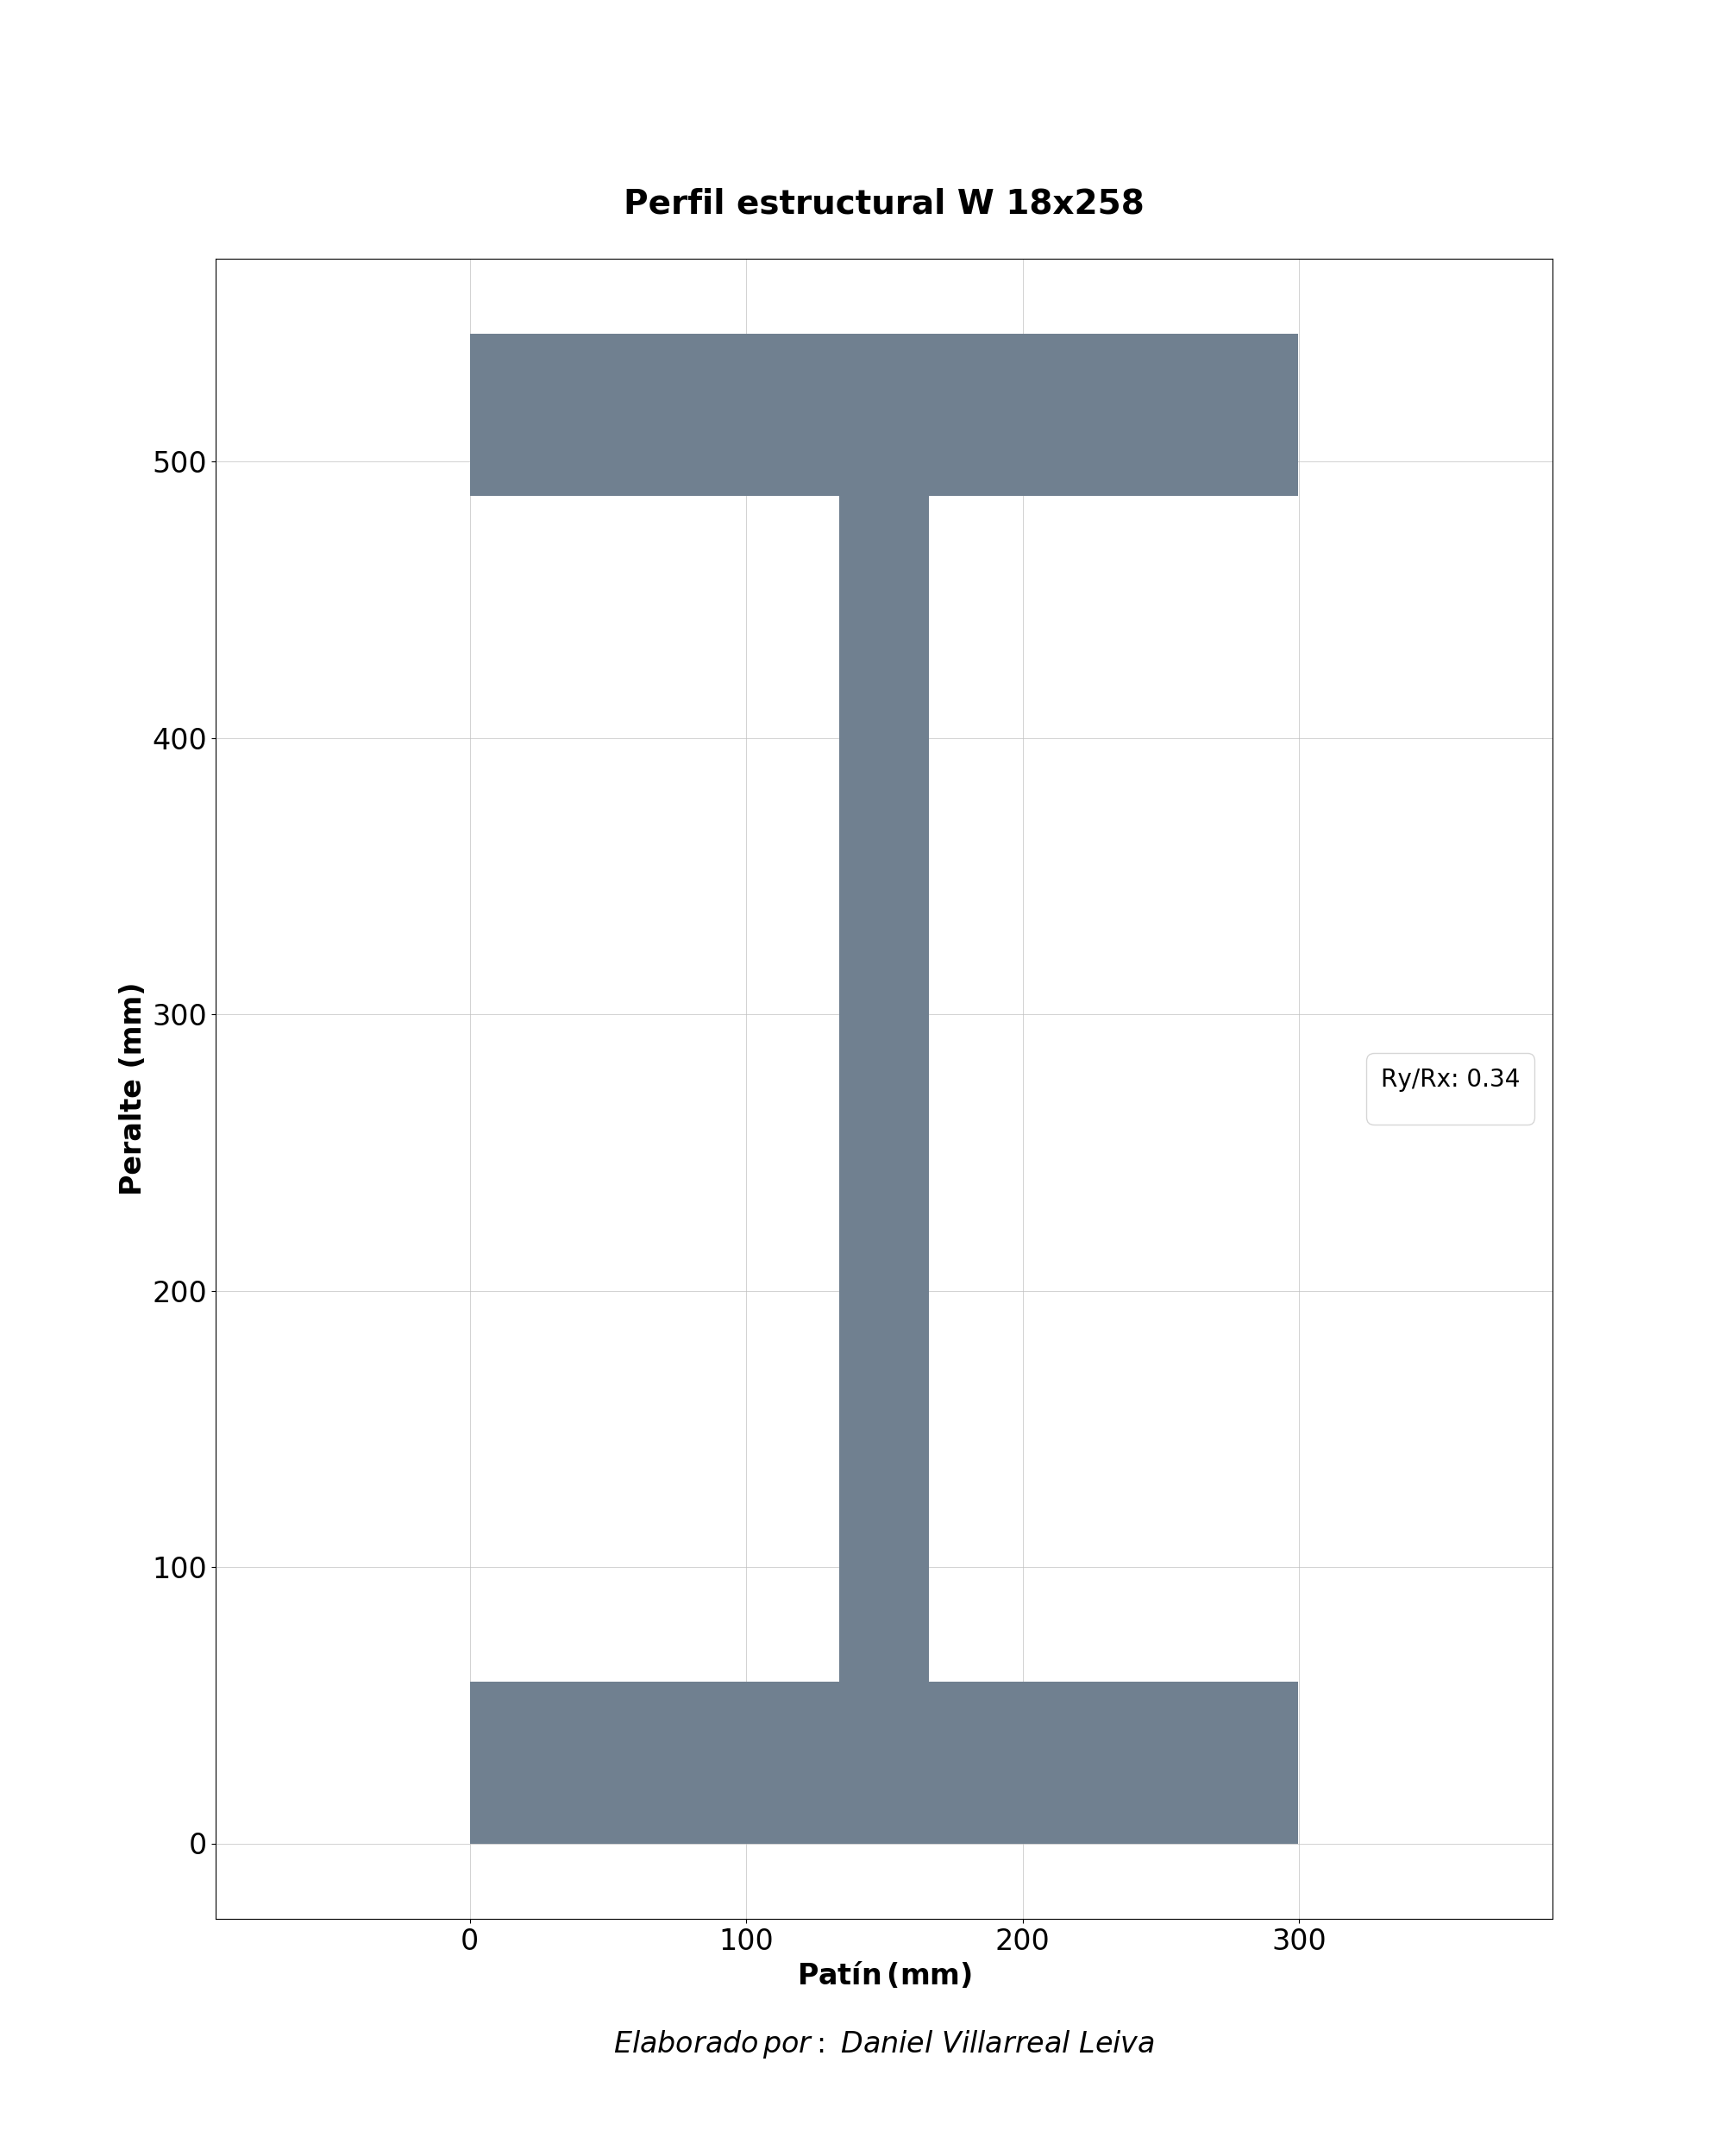 Perfil estructural W 18x258
Peralte (mm)
500
400
300
200
100
0
Ry/Rx: 0.34
0 100 200 300
Patín (mm)
Elaborado por: Daniel Villarreal Leiva